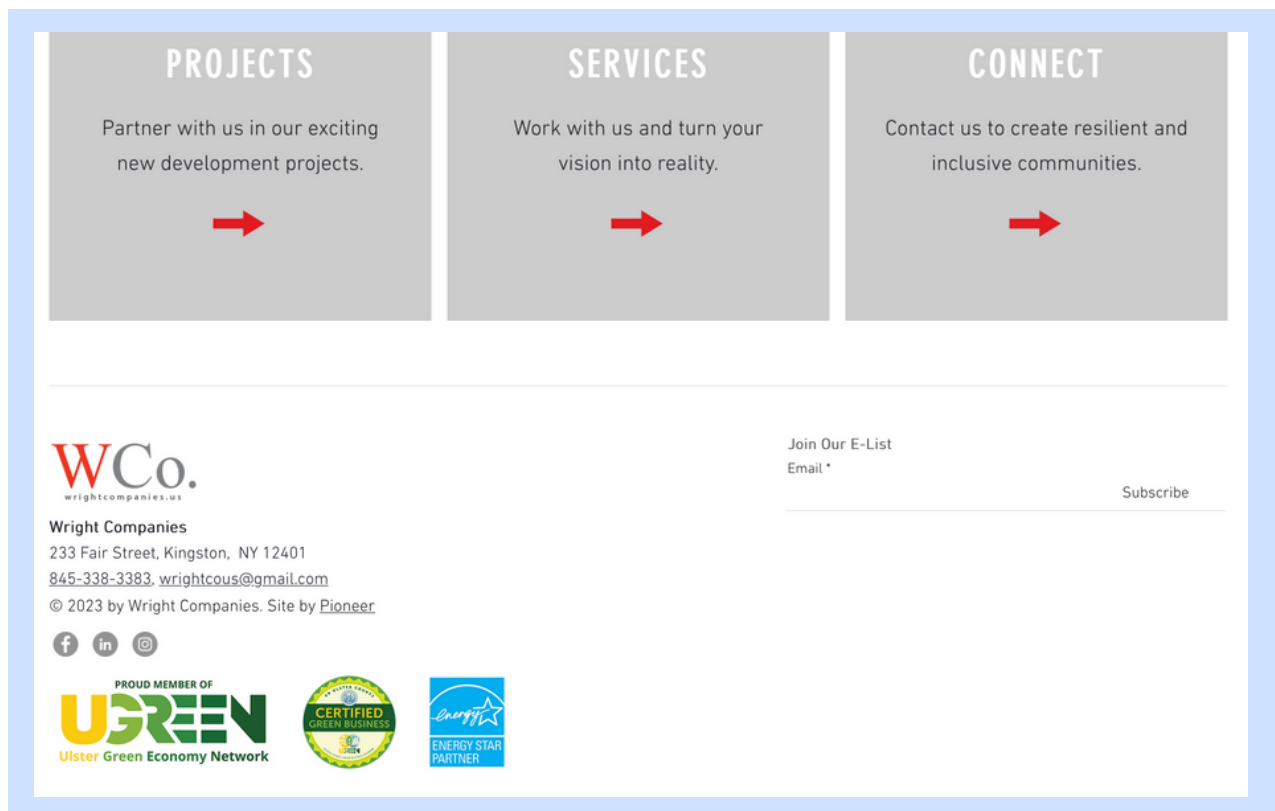 PROJECTS
Partner with us in our exciting
new development projects.
SERVICES
Work with us and turn your
vision into reality.
CONNECT
Contact us to create resilient and
inclusive communities.
WCo.
wrightcompanies.us
Wright Companies
233 Fair Street, Kingston,  NY 12401
845-338-3383, wrightcous@gmail.com
© 2023 by Wright Companies. Site by Pioneer
Join Our E-List
Email *
Subscribe
f in
PROUD MEMBER OF
UGREEN
Ulster Green Economy Network
CERTIFIED
GREEN BUSINESS
UGREEN
energy
ENERGY STAR
PARTNER